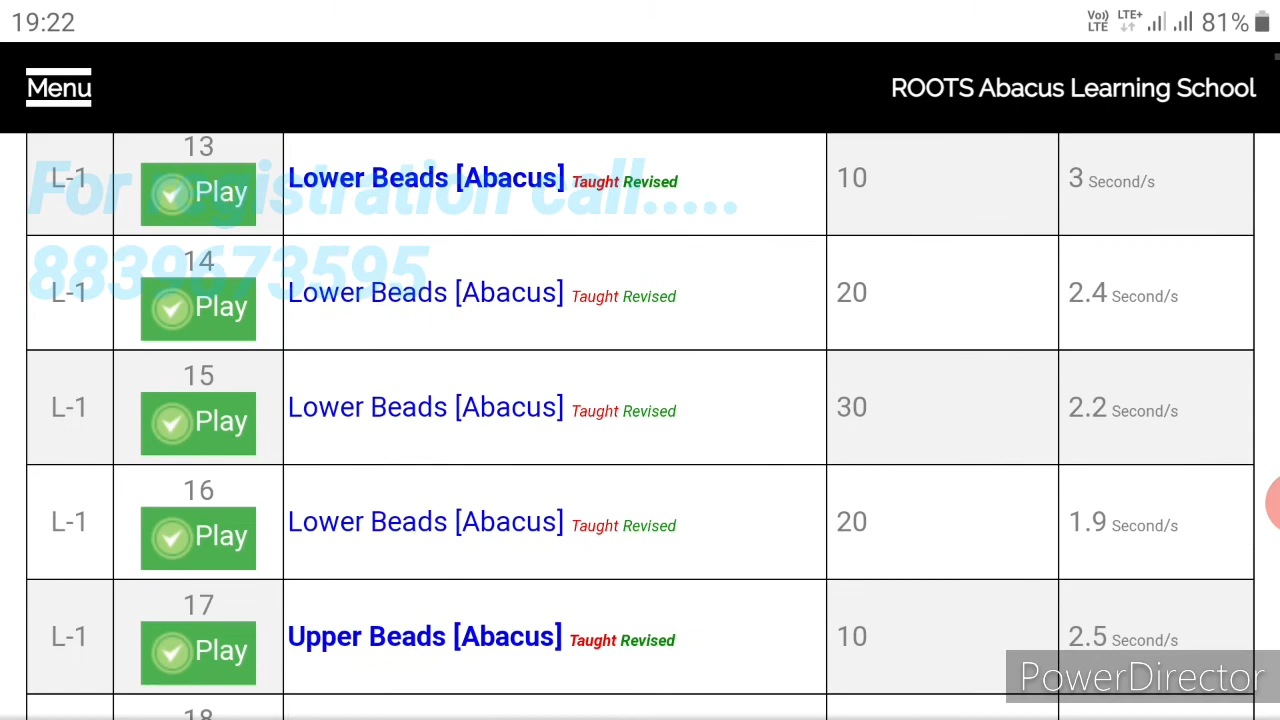 19:22
Vo)) LTE LTE+ 81%
Menu
ROOTS Abacus Learning School
For registration call.....
8839673595
L-1 13 Play Lower Beads [Abacus] Taught Revised 10 3 Second/s
L-1 14 Play Lower Beads [Abacus] Taught Revised 20 2.4 Second/s
L-1 15 Play Lower Beads [Abacus] Taught Revised 30 2.2 Second/s
L-1 16 Play Lower Beads [Abacus] Taught Revised 20 1.9 Second/s
L-1 17 Play Upper Beads [Abacus] Taught Revised 10 2.5 Second/s
18
PowerDirector